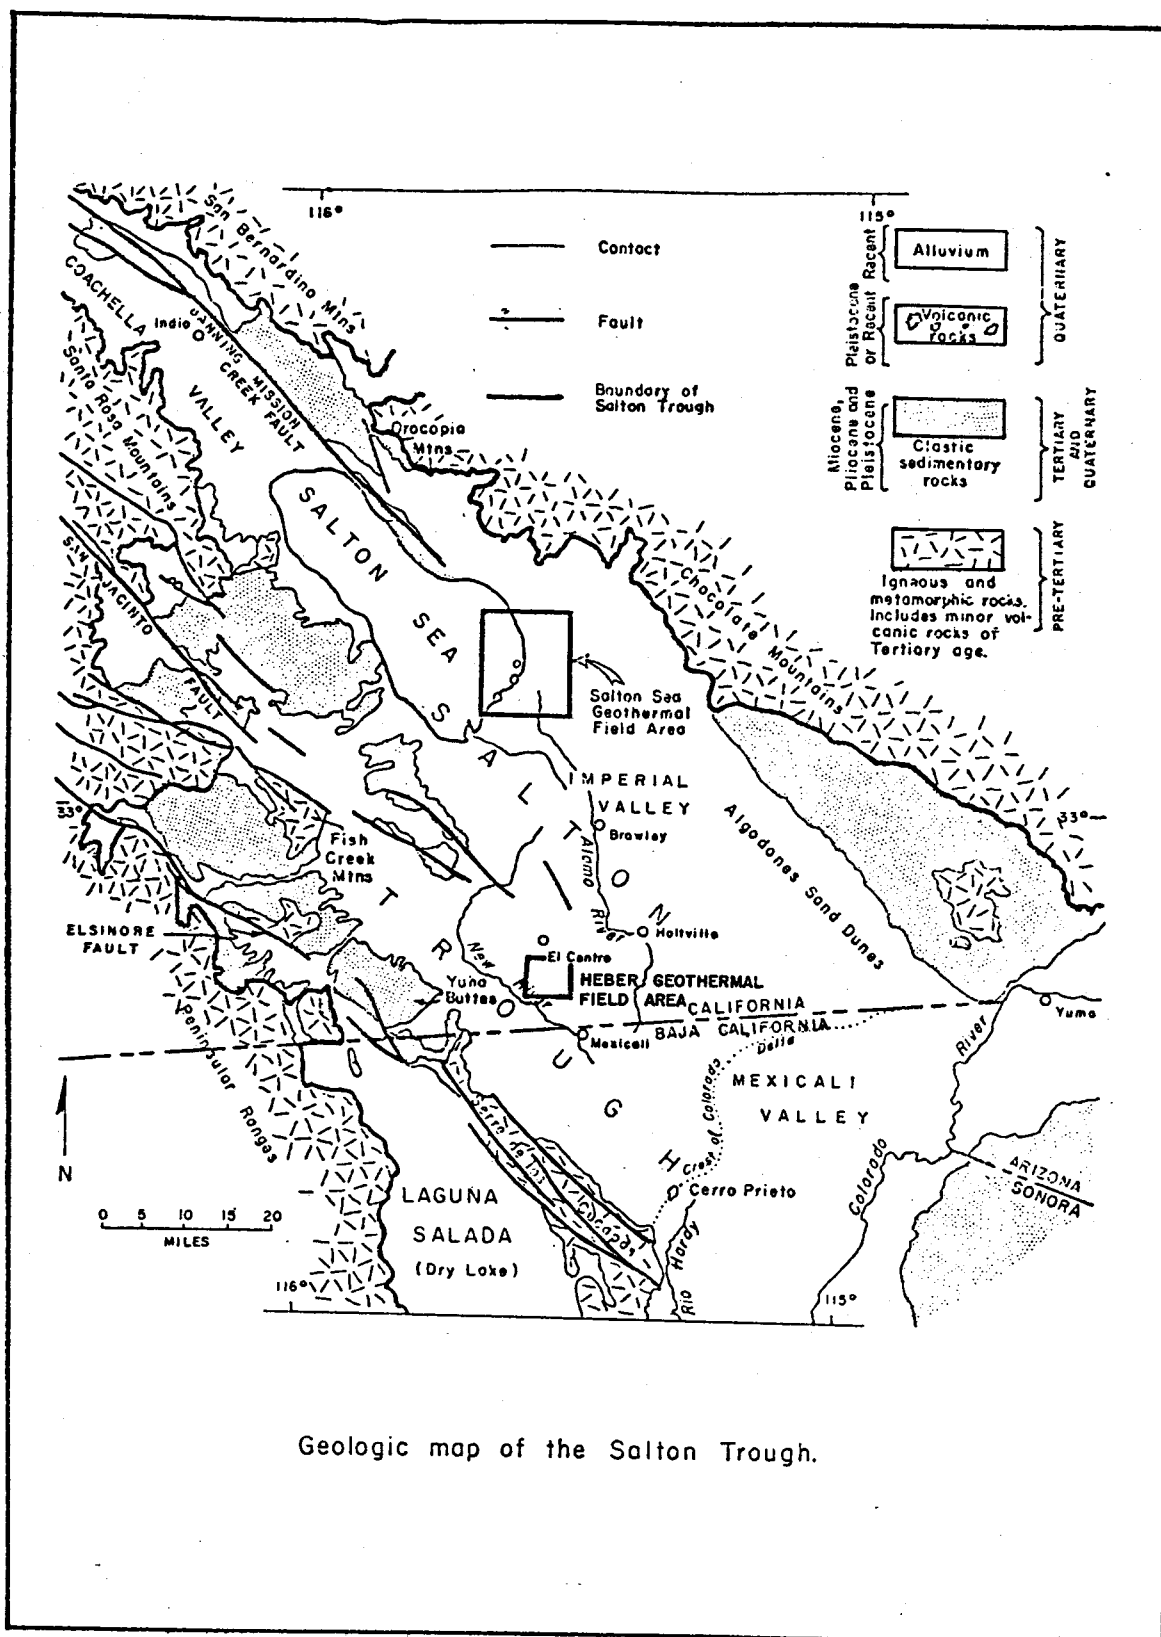 116°
115°
San Bernardino Mtns
Contact
Fault
Boundary of
Salton Trough
Recent
Alluvium
Pleistocene
or Recent
Volcanic
rocks
QUATERNARY
Miocene,
Pliocene and
Pleistocene
Clastic
sedimentary
rocks
TERTIARY
AND
QUATERNARY
Igneous and
metamorphic rocks.
Includes minor vol-
canic rocks of
Tertiary age.
PRE-TERTIARY
COACHELLA
VALLEY
Indio
BANNING
MISSION
CREEK FAULT
Santa Rosa Mountains
Orocopia
Mtns
SALTON
SEA
SAN JACINTO
FAULT
Chocolate Mountains
Salton Sea
Geothermal
Field Area
SALTON
TROUGH
IMPERIAL
VALLEY
Brawley
Alamo
River
Algodones Sand Dunes
33°
33°
Fish
Creek
Mtns
ELSINORE
FAULT
Holtville
New
El Centro
HEBER GEOTHERMAL
FIELD AREA
Yuha
Buttes
CALIFORNIA
BAJA CALIFORNIA
Mexicali
Yuma
River
Colorado
Peninsular Ranges
Crest of Colorado
Delta
MEXICALI
VALLEY
N
Sierra de los
Cucapas
Cerro Prieto
ARIZONA
SONORA
LAGUNA
SALADA
(Dry Lake)
Rio
Hardy
0 5 10 15 20
MILES
116°
115°
Geologic map of the Salton Trough.